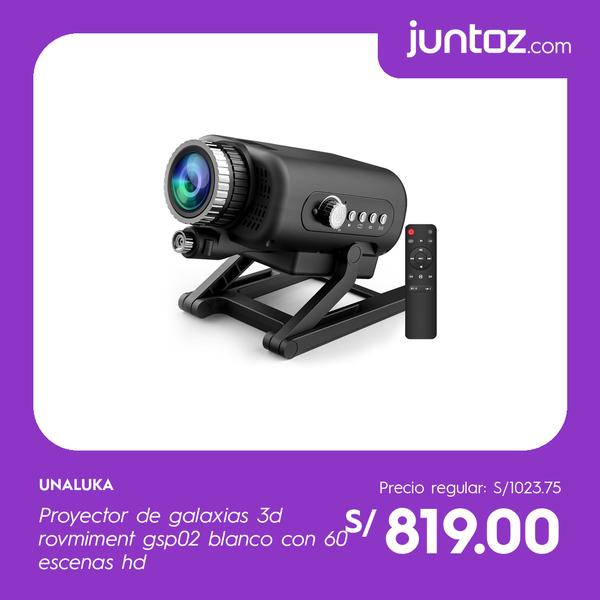 juntoz.com
UNALUKA
Proyector de galaxias 3d
rovmiment gsp02 blanco con 60
escenas hd
Precio regular: S/1023.75
S/ 819.00